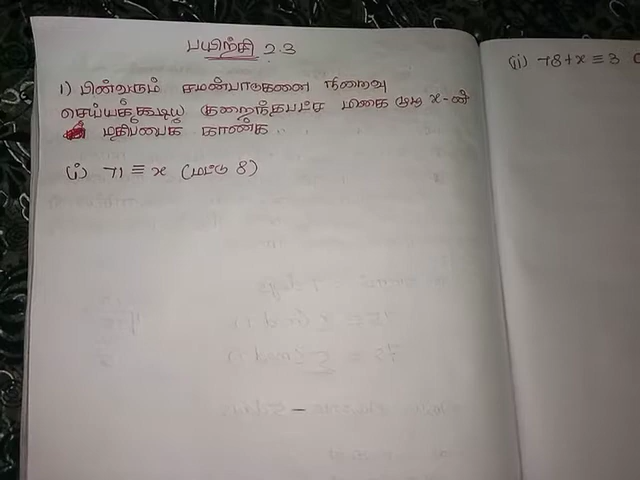 பயிற்சி 2.3
1) பின்வரும் சமன்பாடுகளை நிறைவு
செய்யக்கூடிய குறைந்தபட்ச மிகை முழு x-ன்
மதிப்பைக் காண்க
(i) 71 ≡ x (மட்டு 8)
(ii) 78+x ≡ 3